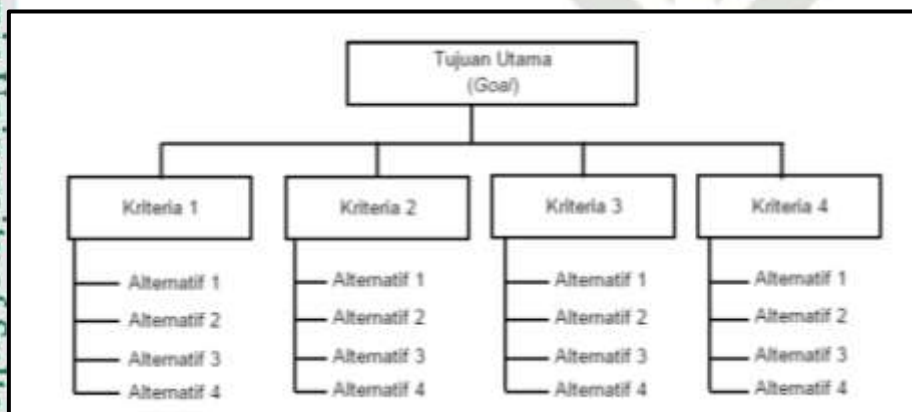 Tujuan Utama
(Goal)
Kriteria 1
Kriteria 2
Kriteria 3
Kriteria 4
Alternatif 1
Alternatif 2
Alternatif 3
Alternatif 4
Alternatif 1
Alternatif 2
Alternatif 3
Alternatif 4
Alternatif 1
Alternatif 2
Alternatif 3
Alternatif 4
Alternatif 1
Alternatif 2
Alternatif 3
Alternatif 4